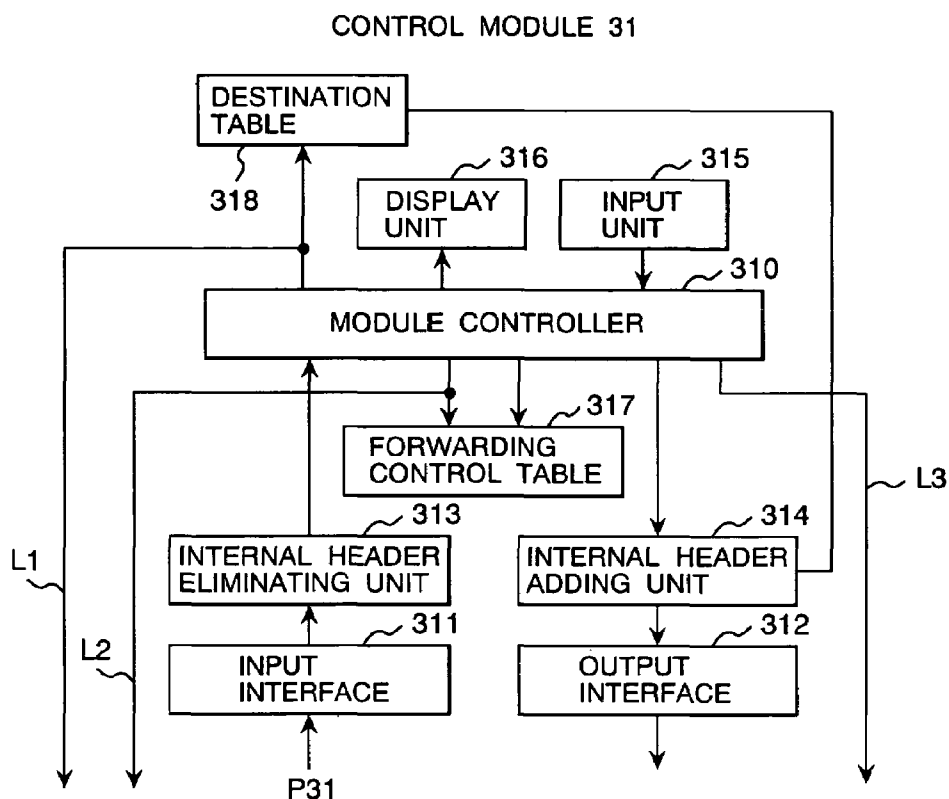 CONTROL MODULE 31
DESTINATION
TABLE
318
316
315
DISPLAY
UNIT
INPUT
UNIT
310
MODULE CONTROLLER
317
FORWARDING
CONTROL TABLE
L3
313
314
L1
INTERNAL HEADER
ELIMINATING UNIT
INTERNAL HEADER
ADDING UNIT
311
312
L2
INPUT
INTERFACE
OUTPUT
INTERFACE
P31